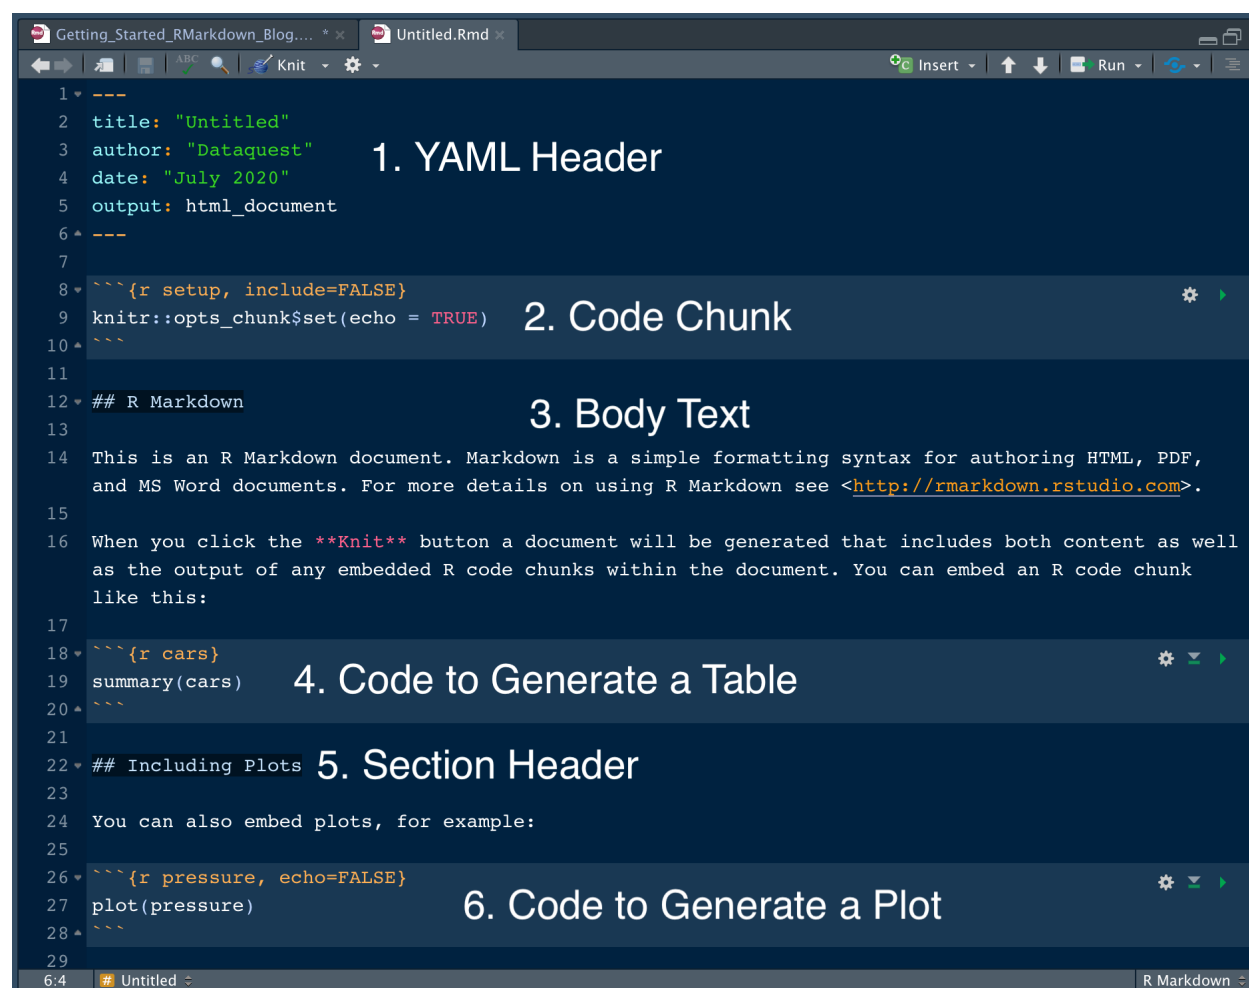 Getting_Started_RMarkdown_Blog.... * × Untitled.Rmd ×
ABC Knit Insert Run
1 ---
2 title: "Untitled"
3 author: "Dataquest"
1. YAML Header
4 date: "July 2020"
5 output: html_document
6 ---
7
8 ```{r setup, include=FALSE}
9 knitr::opts_chunk$set(echo = TRUE)
2. Code Chunk
10 ```
11
12 ## R Markdown
3. Body Text
13
14 This is an R Markdown document. Markdown is a simple formatting syntax for authoring HTML, PDF,
and MS Word documents. For more details on using R Markdown see <http://rmarkdown.rstudio.com>.
15
16 When you click the **Knit** button a document will be generated that includes both content as well
as the output of any embedded R code chunks within the document. You can embed an R code chunk
like this:
17
18 ```{r cars}
19 summary(cars)
4. Code to Generate a Table
20 ```
21
22 ## Including Plots
5. Section Header
23
24 You can also embed plots, for example:
25
26 ```{r pressure, echo=FALSE}
27 plot(pressure)
6. Code to Generate a Plot
28 ```
29
6:4 # Untitled R Markdown